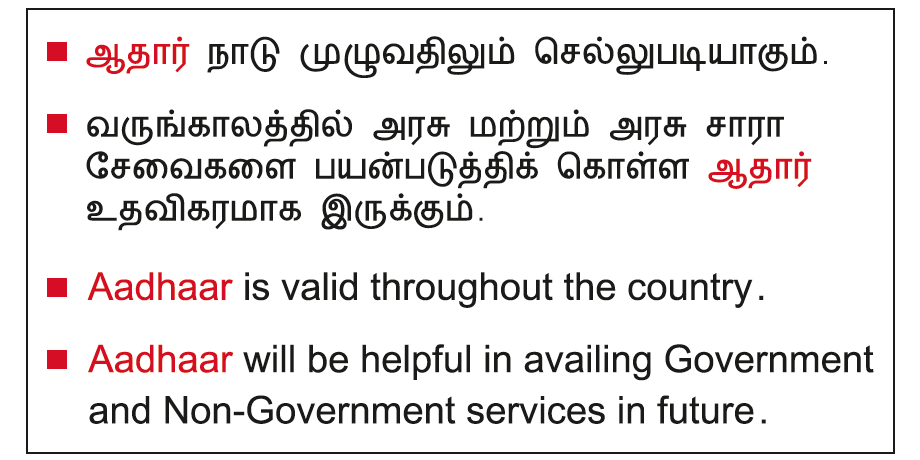 ஆதார் நாடு முழுவதிலும் செல்லுபடியாகும்.
வருங்காலத்தில் அரசு மற்றும் அரசு சாரா
சேவைகளை பயன்படுத்திக் கொள்ள ஆதார்
உதவிகரமாக இருக்கும்.
Aadhaar is valid throughout the country.
Aadhaar will be helpful in availing Government
and Non-Government services in future.